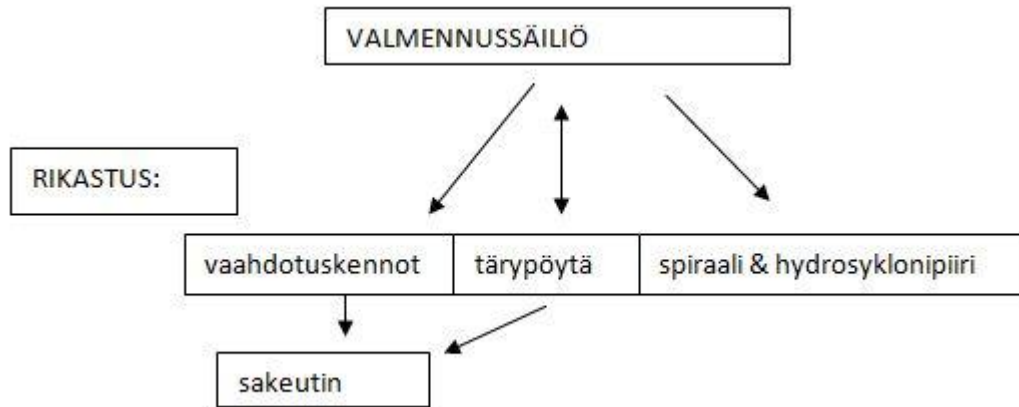 VALMENNUSSÄILIÖ
RIKASTUS:
vaahdotuskennot tärypöytä spiraali & hydrosyklonipiiri
sakeutin